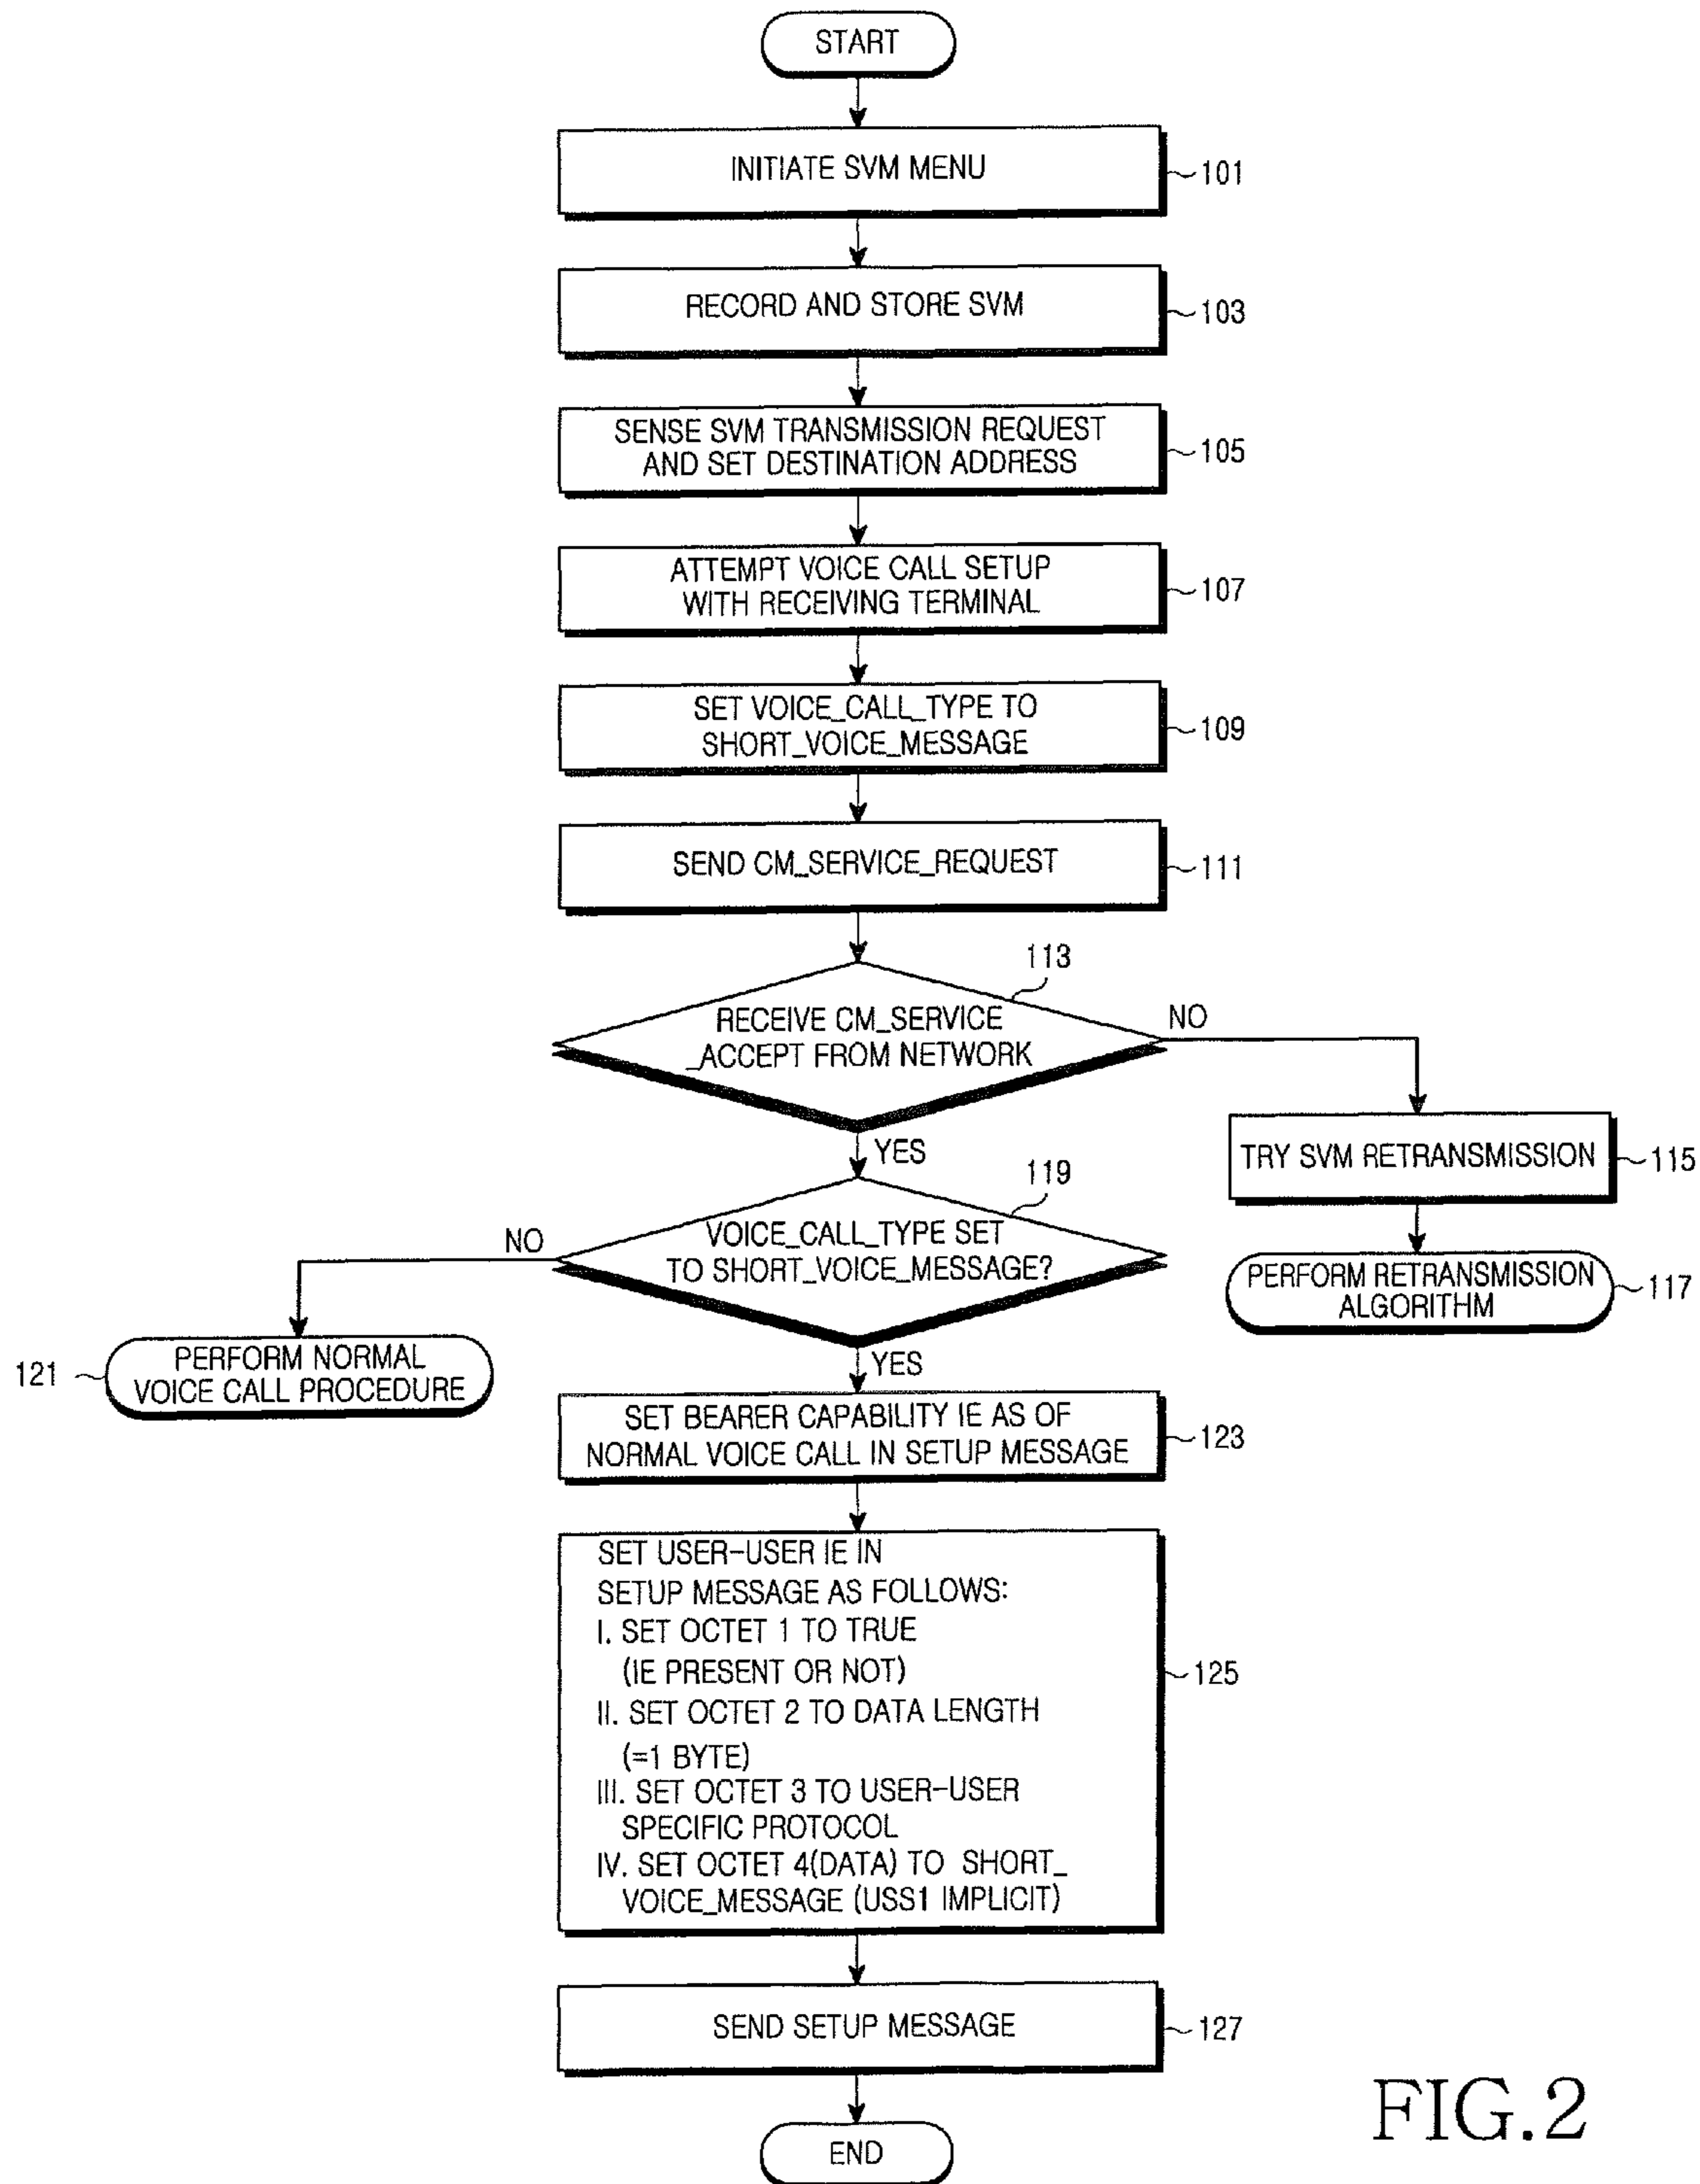 START
INITIATE SVM MENU
101
RECORD AND STORE SVM
103
SENSE SVM TRANSMISSION REQUEST
AND SET DESTINATION ADDRESS
105
ATTEMPT VOICE CALL SETUP
WITH RECEIVING TERMINAL
107
SET VOICE_CALL_TYPE TO
SHORT_VOICE_MESSAGE
109
SEND CM_SERVICE_REQUEST
111
113
RECEIVE CM_SERVICE
_ACCEPT FROM NETWORK
NO
YES
TRY SVM RETRANSMISSION
115
PERFORM RETRANSMISSION
ALGORITHM
117
119
VOICE_CALL_TYPE SET
TO SHORT_VOICE_MESSAGE?
NO
YES
121
PERFORM NORMAL
VOICE CALL PROCEDURE
SET BEARER CAPABILITY IE AS OF
NORMAL VOICE CALL IN SETUP MESSAGE
123
SET USER-USER IE IN
SETUP MESSAGE AS FOLLOWS:
I. SET OCTET 1 TO TRUE
(IE PRESENT OR NOT)
II. SET OCTET 2 TO DATA LENGTH
(=1 BYTE)
III. SET OCTET 3 TO USER-USER
SPECIFIC PROTOCOL
IV. SET OCTET 4(DATA) TO SHORT_
VOICE_MESSAGE (USS1 IMPLICIT)
125
SEND SETUP MESSAGE
127
END
FIG.2